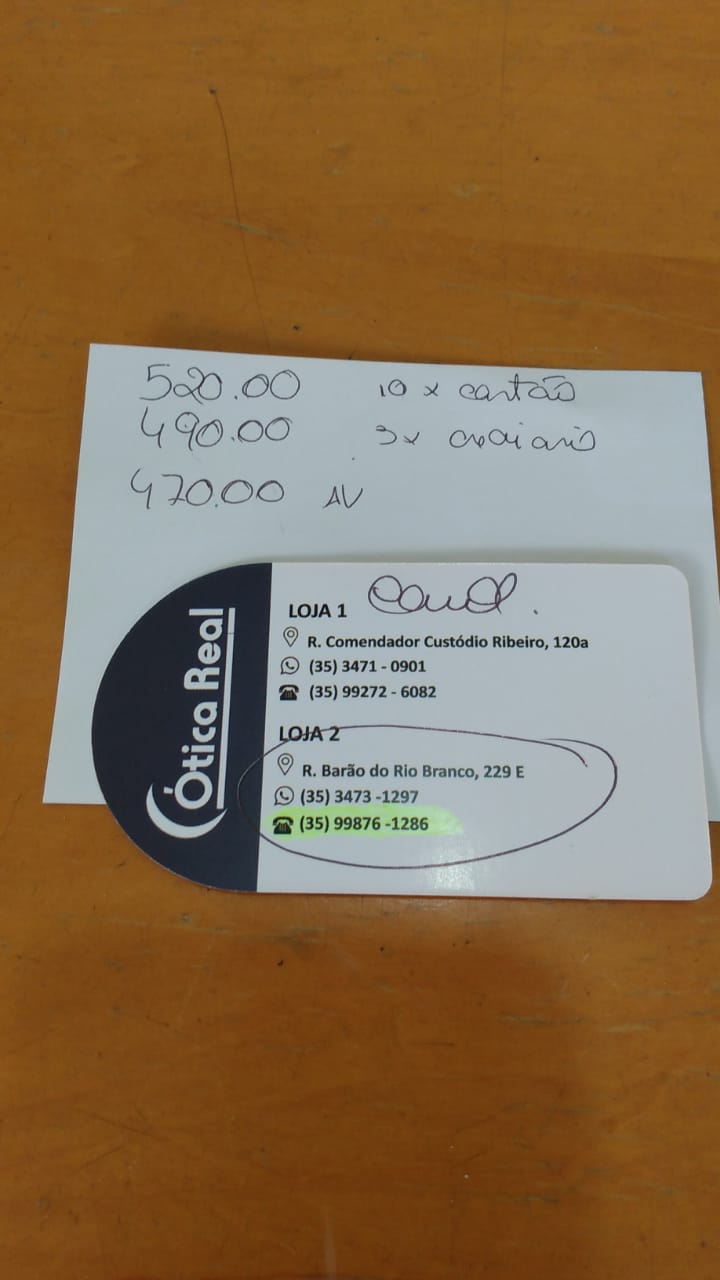 520.00 10 x cartão
490.00 3x crediario
470.00 AV
Ótica Real
LOJA 1
R. Comendador Custódio Ribeiro, 120a
(35) 3471 - 0901
(35) 99272 - 6082
LOJA 2
R. Barão do Rio Branco, 229 E
(35) 3473 -1297
(35) 99876 -1286